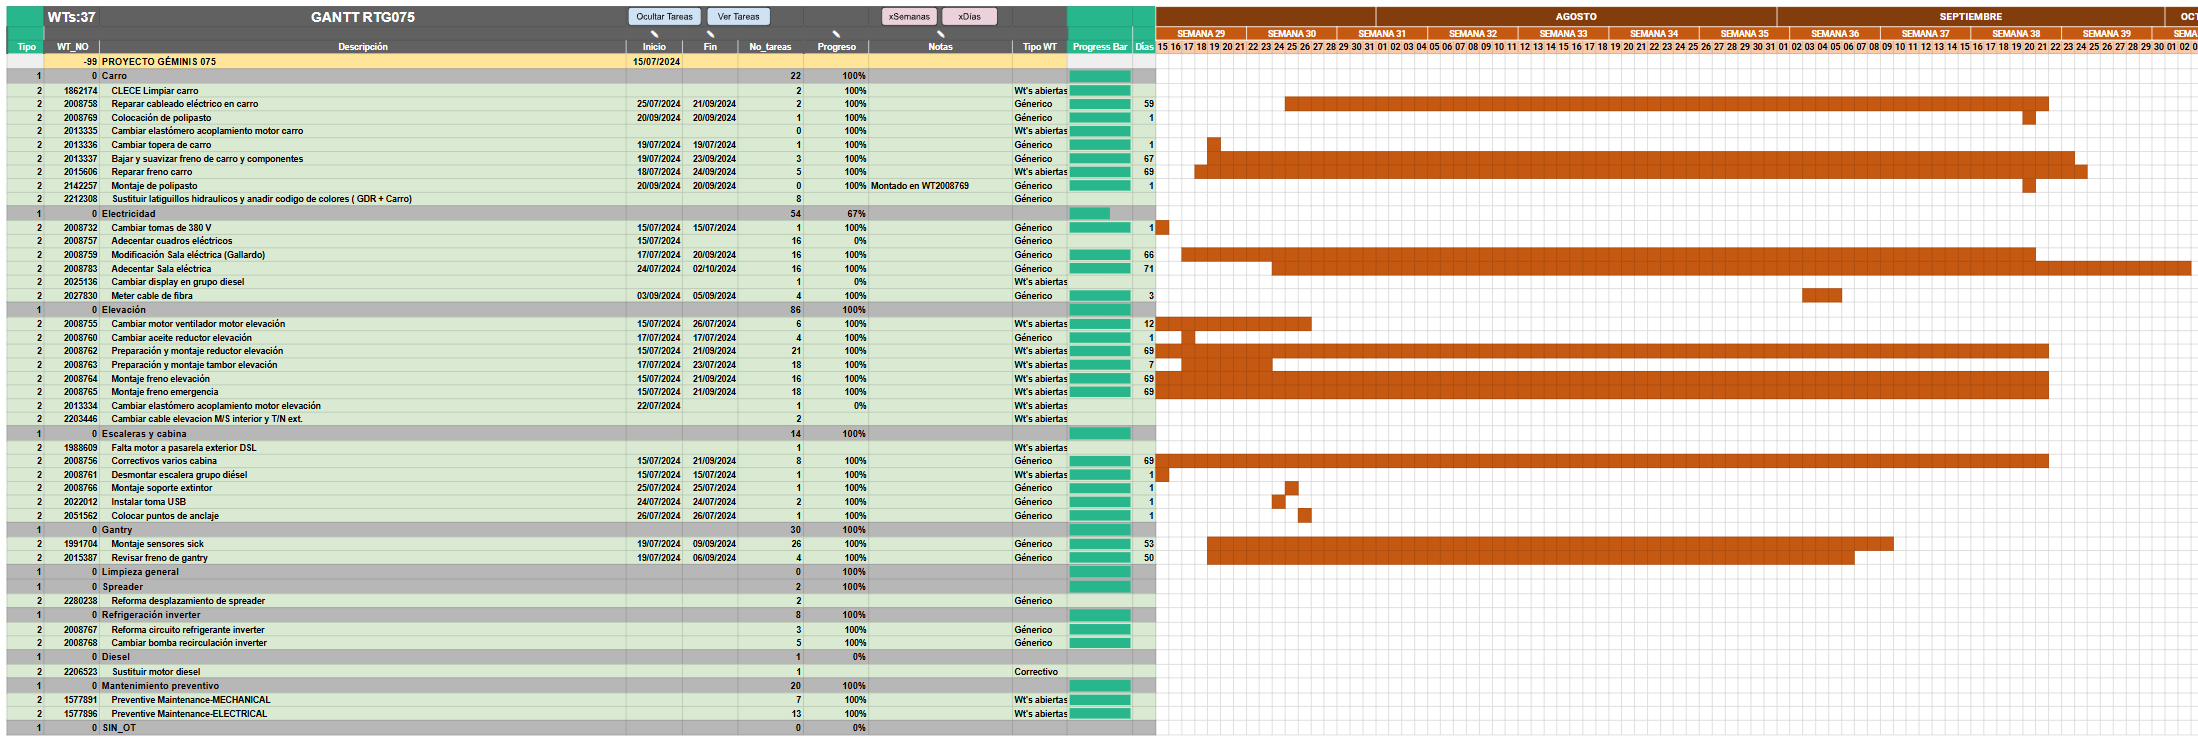 WTs:37 GANTT RTG075 Ocultar Tareas Ver Tareas xSemanas xDías AGOSTO SEPTIEMBRE OCT
SEMANA 29 SEMANA 30 SEMANA 31 SEMANA 32 SEMANA 33 SEMANA 34 SEMANA 35 SEMANA 36 SEMANA 37 SEMANA 38 SEMANA 39 SEMA
Tipo WT_NO Descripción Inicio Fin No_tareas Progreso Notas Tipo WT Progress Bar Días 15 16 17 18 19 20 21 22 23 24 25 26 27 28 29 30 31 01 02 03 04 05 06 07 08 09 10 11 12 13 14 15 16 17 18 19 20 21 22 23 24 25 26 27 28 29 30 31 01 02 03 04 05 06 07 08 09 10 11 12 13 14 15 16 17 18 19 20 21 22 23 24 25 26 27 28 29 30 01 02 0
-99 PROYECTO GÉMINIS 075 15/07/2024
1 0 Carro 22 100%
2 1862174 CLECE Limpiar carro 2 100% Wt's abiertas
2 2008758 Reparar cableado eléctrico en carro 25/07/2024 21/09/2024 2 100% Génerico 59
2 2008769 Colocación de polipasto 20/09/2024 20/09/2024 1 100% Génerico 1
2 2013335 Cambiar elastómero acoplamiento motor carro 0 100% Wt's abiertas
2 2013336 Cambiar topera de carro 19/07/2024 19/07/2024 1 100% Génerico 1
2 2013337 Bajar y suavizar freno de carro y componentes 19/07/2024 23/09/2024 3 100% Génerico 67
2 2015606 Reparar freno carro 18/07/2024 24/09/2024 5 100% Wt's abiertas 69
2 2142257 Montaje de polipasto 20/09/2024 20/09/2024 0 100% Montado en WT2008769 Génerico 1
2 2212308 Sustituir latiguillos hidraulicos y anadir codigo de colores ( GDR + Carro) 8 Génerico
1 0 Electricidad 54 67%
2 2008732 Cambiar tomas de 380 V 15/07/2024 15/07/2024 1 100% Génerico 1
2 2008757 Adecentar cuadros eléctricos 15/07/2024 16 0% Génerico
2 2008759 Modificación Sala eléctrica (Gallardo) 17/07/2024 20/09/2024 16 100% Génerico 66
2 2008783 Adecentar Sala eléctrica 24/07/2024 02/10/2024 16 100% Génerico 71
2 2025136 Cambiar display en grupo diesel 1 0% Wt's abiertas
2 2027830 Meter cable de fibra 03/09/2024 05/09/2024 4 100% Génerico 3
1 0 Elevación 86 100%
2 2008755 Cambiar motor ventilador motor elevación 15/07/2024 26/07/2024 6 100% Wt's abiertas 12
2 2008760 Cambiar aceite reductor elevación 17/07/2024 17/07/2024 4 100% Génerico 1
2 2008762 Preparación y montaje reductor elevación 15/07/2024 21/09/2024 21 100% Wt's abiertas 69
2 2008763 Preparación y montaje tambor elevación 17/07/2024 23/07/2024 18 100% Wt's abiertas 7
2 2008764 Montaje freno elevación 15/07/2024 21/09/2024 16 100% Wt's abiertas 69
2 2008765 Montaje freno emergencia 15/07/2024 21/09/2024 18 100% Wt's abiertas 69
2 2013334 Cambiar elastómero acoplamiento motor elevación 22/07/2024 1 0% Wt's abiertas
2 2203446 Cambiar cable elevacion M/S interior y T/N ext. 2 Wt's abiertas
1 0 Escaleras y cabina 14 100%
2 1988609 Falta motor a pasarela exterior DSL 1 Wt's abiertas
2 2008756 Correctivos varios cabina 15/07/2024 21/09/2024 8 100% Génerico 69
2 2008761 Desmontar escalera grupo diésel 15/07/2024 15/07/2024 1 100% Wt's abiertas 1
2 2008766 Montaje soporte extintor 25/07/2024 25/07/2024 1 100% Génerico 1
2 2022012 Instalar toma USB 24/07/2024 24/07/2024 2 100% Génerico 1
2 2051562 Colocar puntos de anclaje 26/07/2024 26/07/2024 1 100% Génerico 1
1 0 Gantry 30 100%
2 1991704 Montaje sensores sick 19/07/2024 09/09/2024 26 100% Génerico 53
2 2015387 Revisar freno de gantry 19/07/2024 06/09/2024 4 100% Génerico 50
1 0 Limpieza general 0 100%
1 0 Spreader 2 100%
2 2280238 Reforma desplazamiento de spreader 2 Génerico
1 0 Refrigeración inverter 8 100%
2 2008767 Reforma circuito refrigerante inverter 3 100% Génerico
2 2008768 Cambiar bomba recirculación inverter 5 100% Génerico
1 0 Diesel 1 0%
2 2206523 Sustituir motor diesel 1 Correctivo
1 0 Mantenimiento preventivo 20 100%
2 1577891 Preventive Maintenance-MECHANICAL 7 100% Wt's abiertas
2 1577896 Preventive Maintenance-ELECTRICAL 13 100% Wt's abiertas
1 0 SIN_OT 0 0%